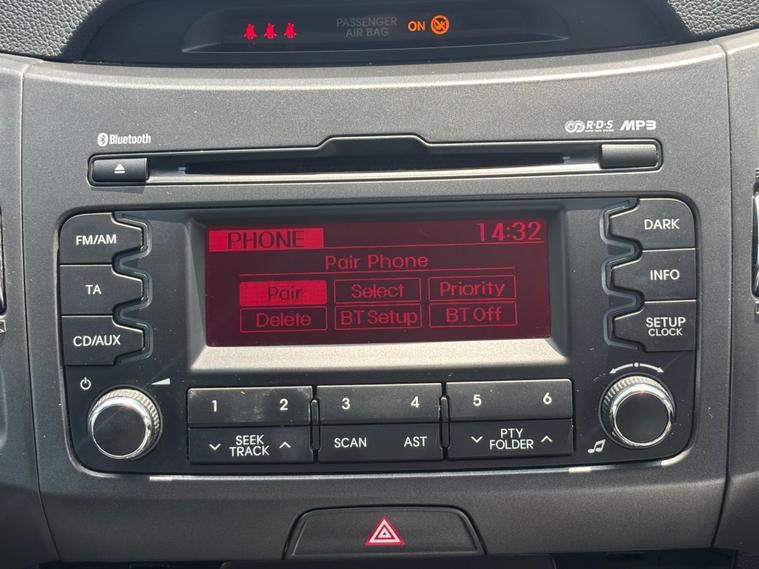 PASSENGER
AIR BAG
ON
Bluetooth
R·D·S MP3
PHONE 14:32
Pair Phone
Pair Select Priority
Delete BT Setup BT Off
FM/AM
TA
CD/AUX
DARK
INFO
SETUP
CLOCK
1 2 3 4 5 6
SEEK
TRACK
SCAN AST
PTY
FOLDER